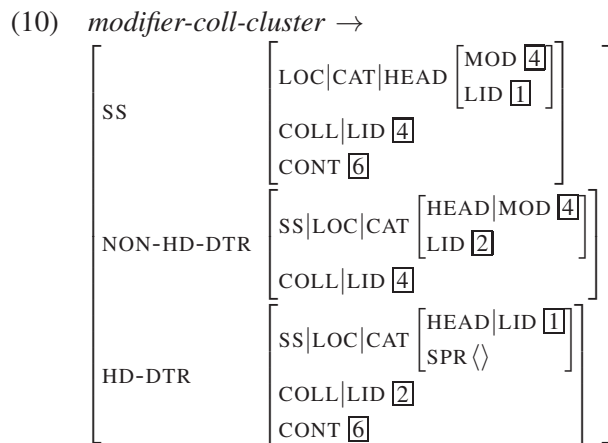 (10) modifier-coll-cluster →
SS
LOC|CAT|HEAD
MOD 4
LID 1
COLL|LID 4
CONT 6
NON-HD-DTR
SS|LOC|CAT
HEAD|MOD 4
LID 2
COLL|LID 4
HD-DTR
SS|LOC|CAT
HEAD|LID 1
SPR ⟨⟩
COLL|LID 2
CONT 6